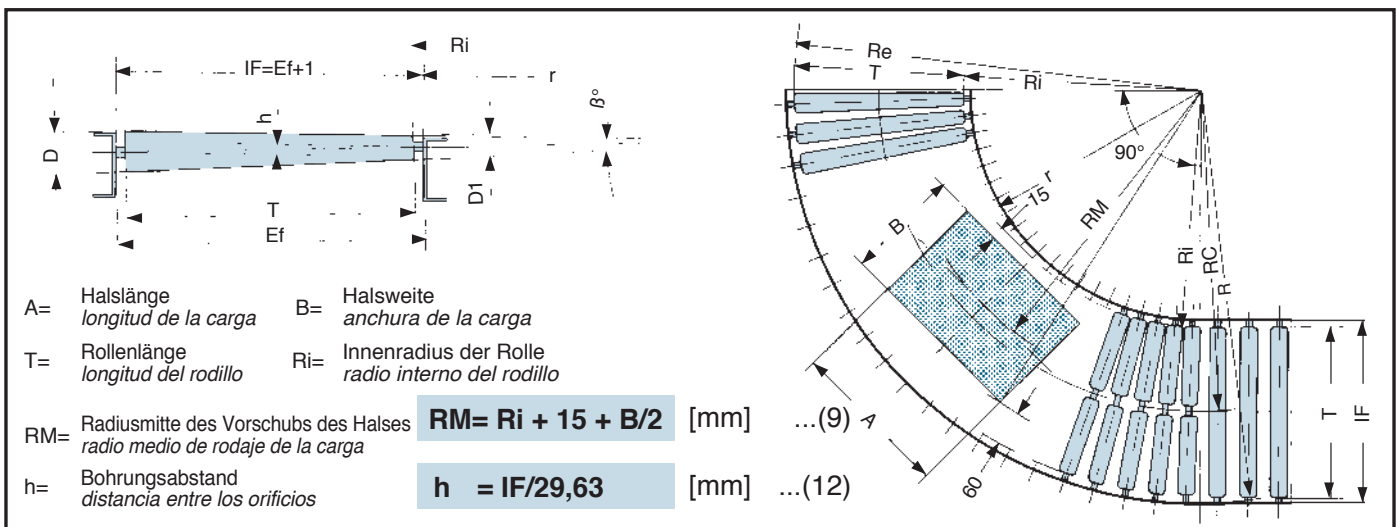 Ri
IF=Ef+1
r
h
ß°
D
D1
T
Ef
Re
T
Ri
90°
r
15
RM
B
Ri
RC
R
A
60
T
IF
A= Halslänge
longitud de la carga
B= Halsweite
anchura de la carga
T= Rollenlänge
longitud del rodillo
Ri= Innenradius der Rolle
radio interno del rodillo
RM= Radiusmitte des Vorschubs des Halses
radio medio de rodaje de la carga
RM= Ri + 15 + B/2 [mm] ...(9)
h= Bohrungsabstand
distancia entre los orificios
h = IF/29,63 [mm] ...(12)